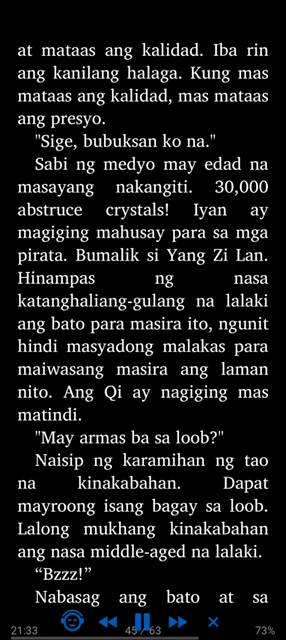 at mataas ang kalidad. Iba rin
ang kanilang halaga. Kung mas
mataas ang kalidad, mas mataas
ang presyo.
"Sige, bubuksan ko na."
Sabi ng medyo may edad na
masayang nakangiti. 30,000
abstruce crystals! Iyan ay
magiging mahusay para sa mga
pirata. Bumalik si Yang Zi Lan.
Hinampas ng nasa
katanghaliang-gulang na lalaki
ang bato para masira ito, ngunit
hindi masyadong malakas para
maiwasang masira ang laman
nito. Ang Qi ay nagiging mas
matindi.
"May armas ba sa loob?"
Naisip ng karamihan ng tao
na kinakabahan. Dapat
mayroong isang bagay sa loob.
Lalong mukhang kinakabahan
ang nasa middle-aged na lalaki.
“Bzzz!”
Nabasag ang bato at sa
21:33 45 / 63 73%